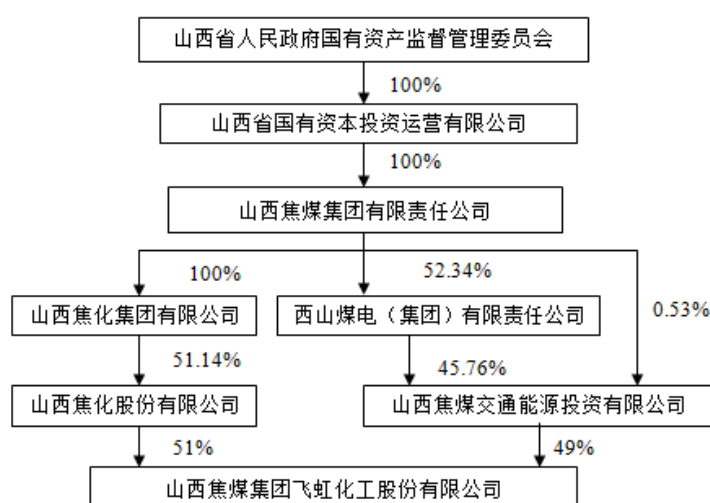 山西省人民政府国有资产监督管理委员会
100%
山西省国有资本投资运营有限公司
100%
山西焦煤集团有限责任公司
100%
52.34%
0.53%
山西焦化集团有限公司
西山煤电（集团）有限责任公司
51.14%
45.76%
山西焦化股份有限公司
山西焦煤交通能源投资有限公司
51%
49%
山西焦煤集团飞虹化工股份有限公司